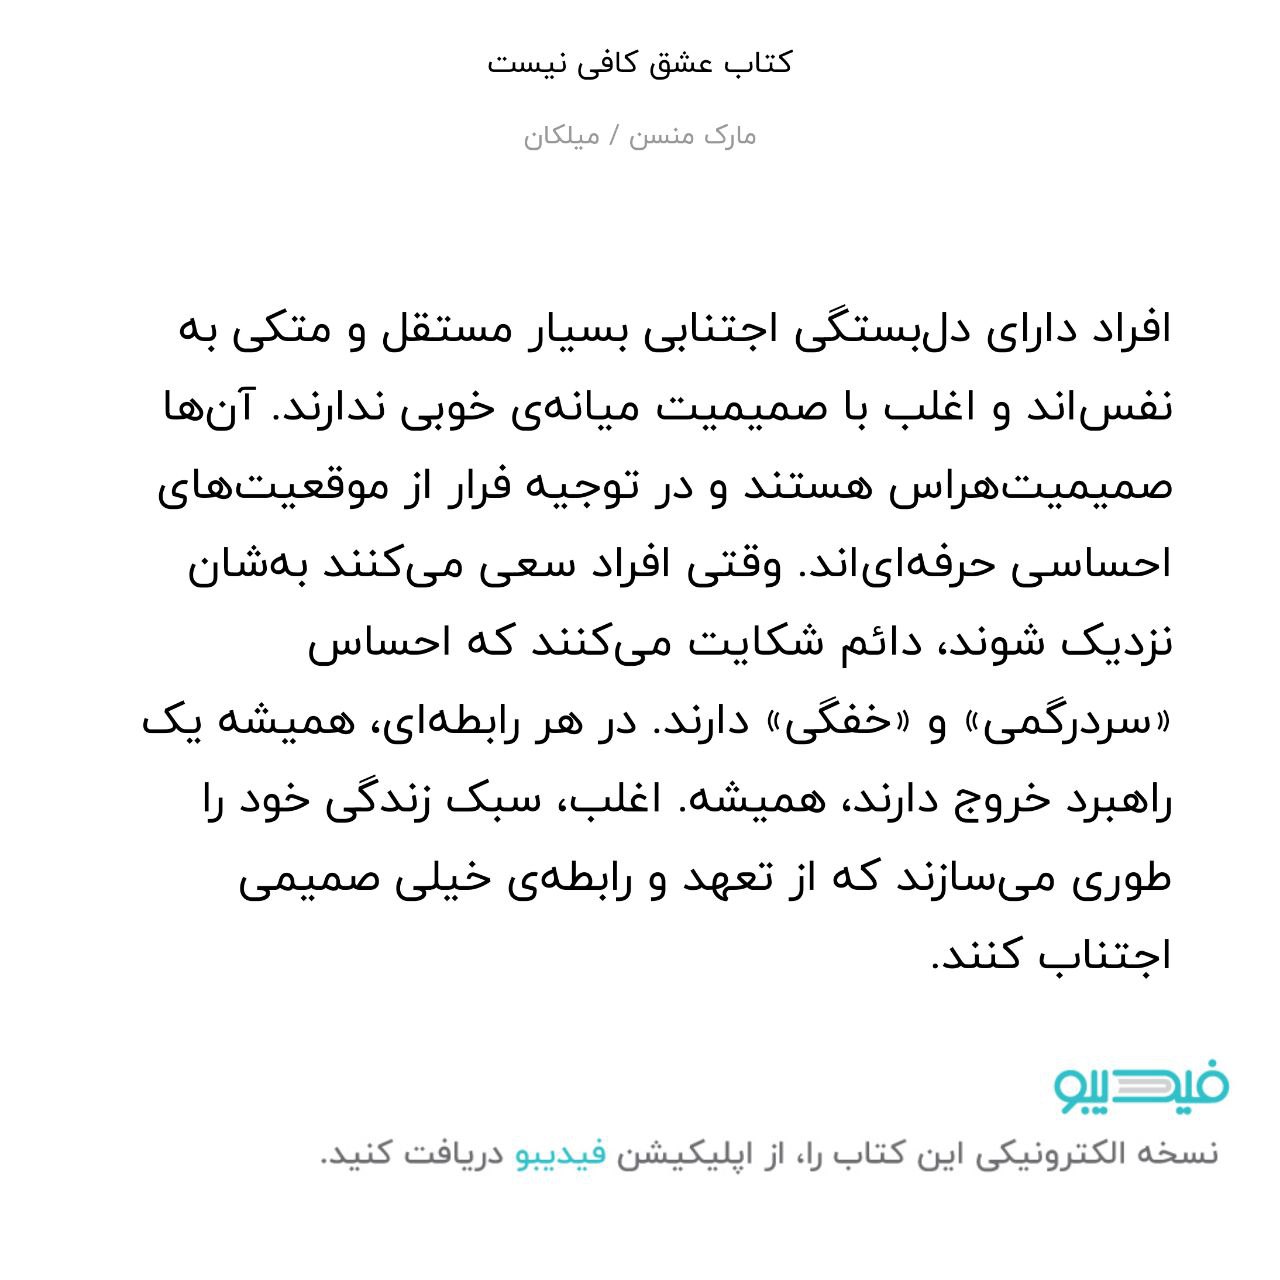 کتاب عشق کافی نیست
مارک منسن / میلکان
افراد دارای دل‌بستگی اجتنابی بسیار مستقل و متکی به
نفس‌اند و اغلب با صمیمیت میانه‌ی خوبی ندارند. آن‌ها
صمیمیت‌هراس هستند و در توجیه فرار از موقعیت‌های
احساسی حرفه‌ای‌اند. وقتی افراد سعی می‌کنند به‌شان
نزدیک شوند، دائم شکایت می‌کنند که احساس
«سردرگمی» و «خفگی» دارند. در هر رابطه‌ای، همیشه یک
راهبرد خروج دارند، همیشه. اغلب، سبک زندگی خود را
طوری می‌سازند که از تعهد و رابطه‌ی خیلی صمیمی
اجتناب کنند.
فیدیبو
نسخه الکترونیکی این کتاب را، از اپلیکیشن فیدیبو دریافت کنید.